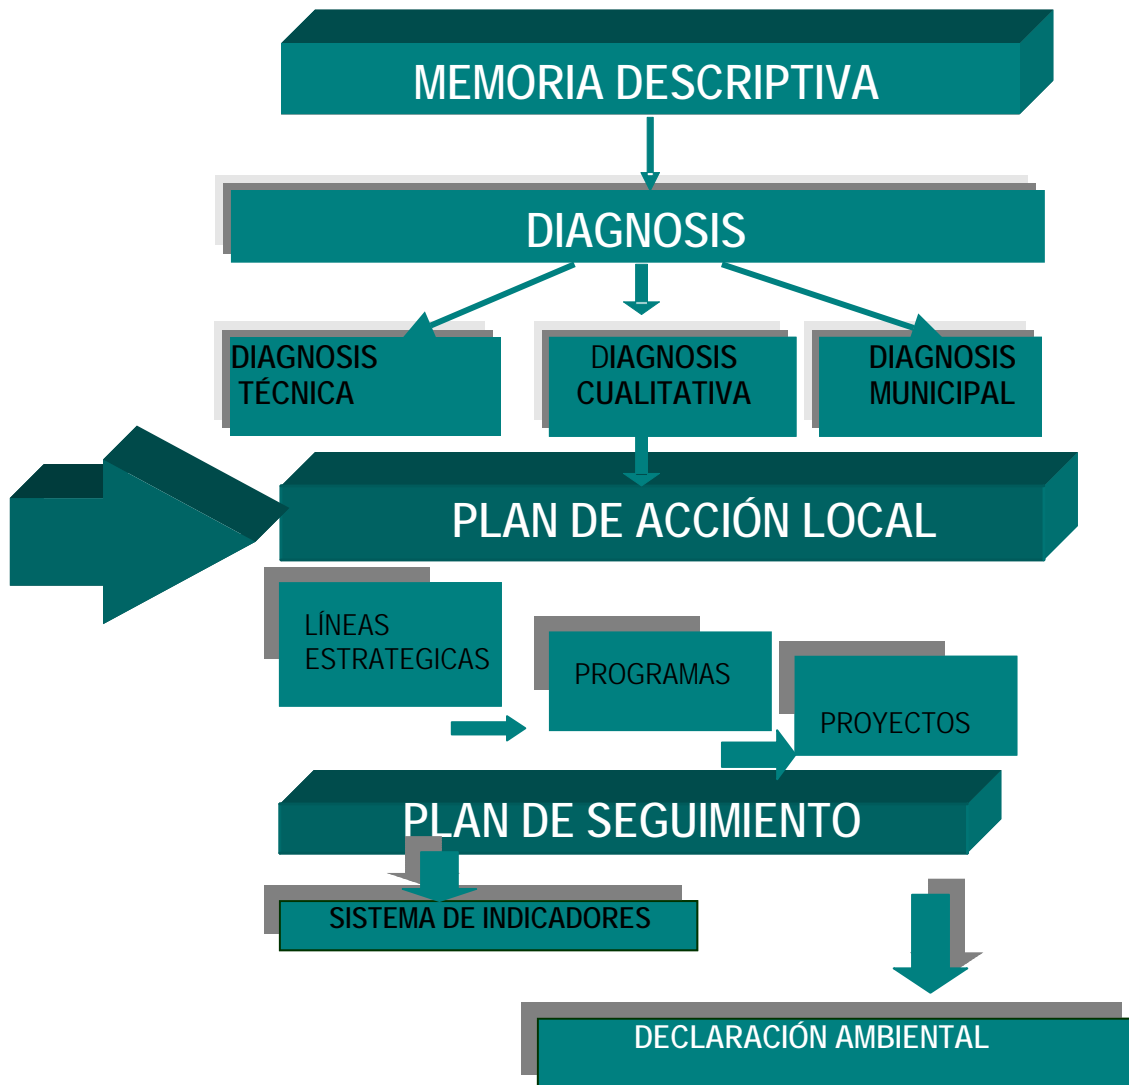 MEMORIA DESCRIPTIVA
DIAGNOSIS
DIAGNOSIS
TÉCNICA
DIAGNOSIS
CUALITATIVA
DIAGNOSIS
MUNICIPAL
PLAN DE ACCIÓN LOCAL
LÍNEAS
ESTRATEGICAS
PROGRAMAS
PROYECTOS
PLAN DE SEGUIMIENTO
SISTEMA DE INDICADORES
DECLARACIÓN AMBIENTAL